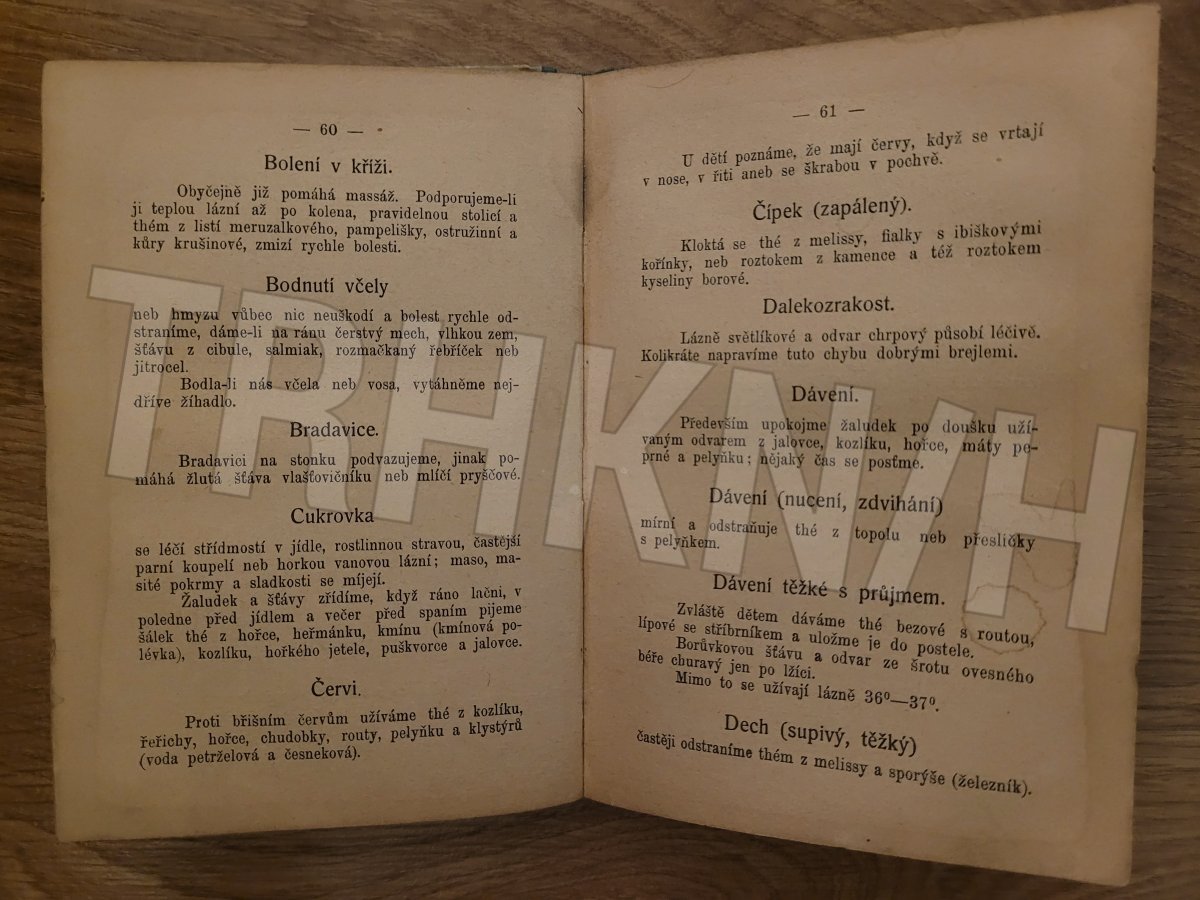 — 60 —
Bolení v kříži.
Obyčejně již pomáhá massáž. Podporujeme-li
ji teplou lázní až po kolena, pravidelnou stolicí a
thém z listí meruzalkového, pampelišky, ostružinní a
kůry krušinové, zmizí rychle bolesti.
Bodnutí včely
neb hmyzu vůbec nic neuškodí a bolest rychle od-
straníme, dáme-li na ránu čerstvý mech, vlhkou zem,
šťávu z cibule, salmiak, rozmačkaný řebříček neb
jitrocel.
Bodla-li nás včela neb vosa, vytáhněme nej-
dříve žíhadlo.
Bradavice.
Bradavici na stonku podvazujeme, jinak po-
máhá žlutá šťáva vlašťovičníku neb mlíčí pryščové.
Cukrovka
se léčí střídmostí v jídle, rostlinnou stravou, častější
parní koupelí neb horkou vanovou lázní; maso, ma-
sité pokrmy a sladkosti se míjejí.
Žaludek a šťávy zřídíme, když ráno lační, v
poledne před jídlem a večer před spaním pijeme
šálek thé z hořce, heřmánku, kmínu (kmínová po-
lévka), kozlíku, hořkého jetele, puškvorce a jalovce.
Červi.
Proti břišním červům užíváme thé z kozlíku,
řeřichy, hořce, chudobky, routy, pelyňku a klystýrů
(voda petrželová a česneková).
— 61 —
U dětí poznáme, že mají červy, když se vrtají
v nose, v řiti aneb se škrabou v pochvě.
Čípek (zapálený).
Kloktá se thé z melissy, fialky s ibiškovými
kořínky, neb roztokem z kamence a též roztokem
kyseliny borové.
Dalekozrakost.
Lázně světlíkové a odvar chrpový působí léčivě.
Kolikráte napravíme tuto chybu dobrými brejlemi.
Dávení.
Především upokojme žaludek po doušku uží-
vaným odvarem z jalovce, kozlíku, hořce, máty pe-
prné a pelyňku; nějaký čas se postme.
Dávení (nucení, zdvihání)
mírní a odstraňuje thé z topolu neb přesličky
s pelyňkem.
Dávení těžké s průjmem.
Zvláště dětem dáváme thé bezové s routou,
lípové se stříbrníkem a uložme je do postele.
Borůvkovou šťávu a odvar ze šrotu ovesného
béře churavý jen po lžíci.
Mimo to se užívají lázně 36⁰—37⁰.
Dech (supivý, těžký)
častěji odstraníme thém z melissy a sporýše (železník).
TRHKNIH